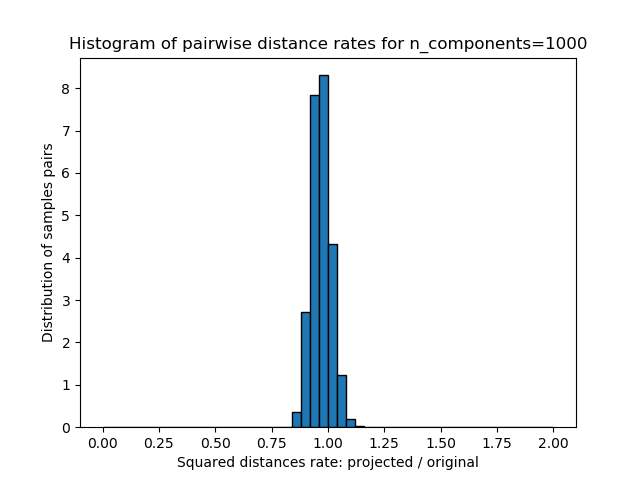 Histogram of pairwise distance rates for n_components=1000
Distribution of samples pairs
8
7
6
5
4
3
2
1
0
0.00 0.25 0.50 0.75 1.00 1.25 1.50 1.75 2.00
Squared distances rate: projected / original